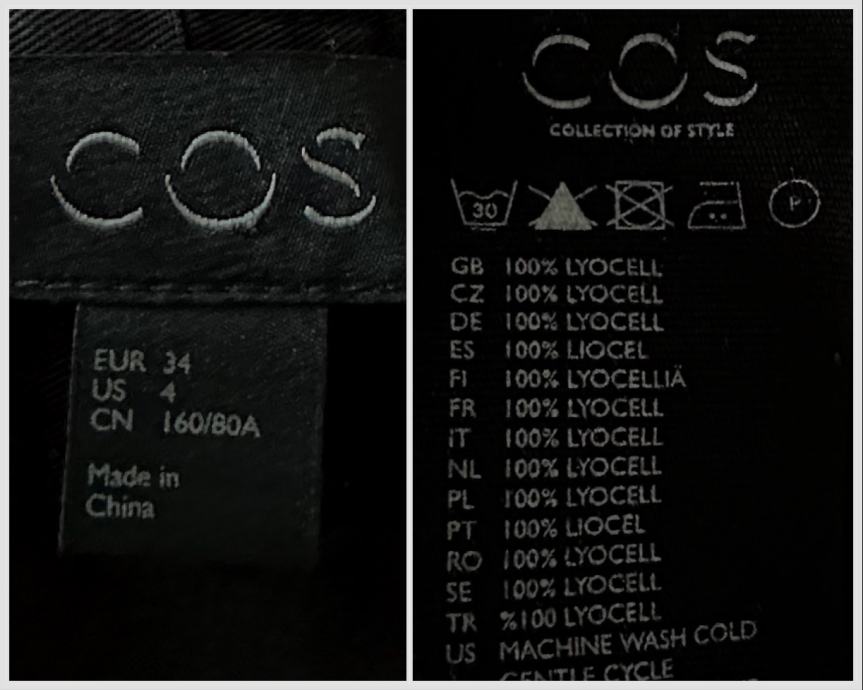 COS
EUR 34
US 4
CN 160/80A
Made in
China
COS
COLLECTION OF STYLE
30
P
GB 100% LYOCELL
CZ 100% LYOCELL
DE 100% LYOCELL
ES 100% LIOCEL
FI 100% LYOCELLIÄ
FR 100% LYOCELL
IT 100% LYOCELL
NL 100% LYOCELL
PL 100% LYOCELL
PT 100% LIOCEL
RO 100% LYOCELL
SE 100% LYOCELL
TR %100 LYOCELL
US MACHINE WASH COLD
GENTLE CYCLE